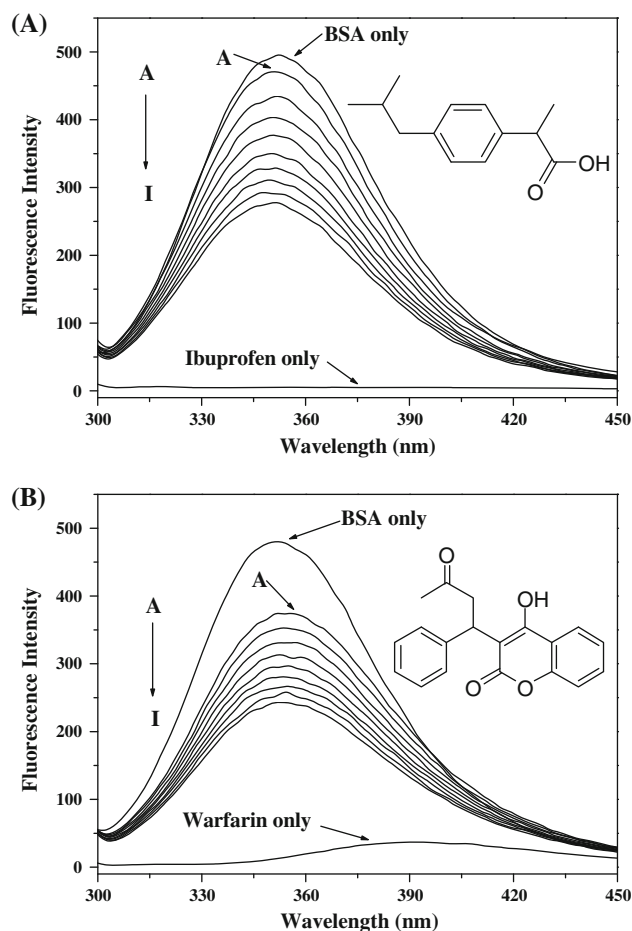 (A)
500
400
300
200
100
0
Fluorescence Intensity
A
I
A
BSA only
OH
O
Ibuprofen only
300 330 360 390 420 450
Wavelength (nm)
(B)
500
400
300
200
100
0
Fluorescence Intensity
A
I
BSA only
A
O
OH
O
O
Warfarin only
300 330 360 390 420 450
Wavelength (nm)